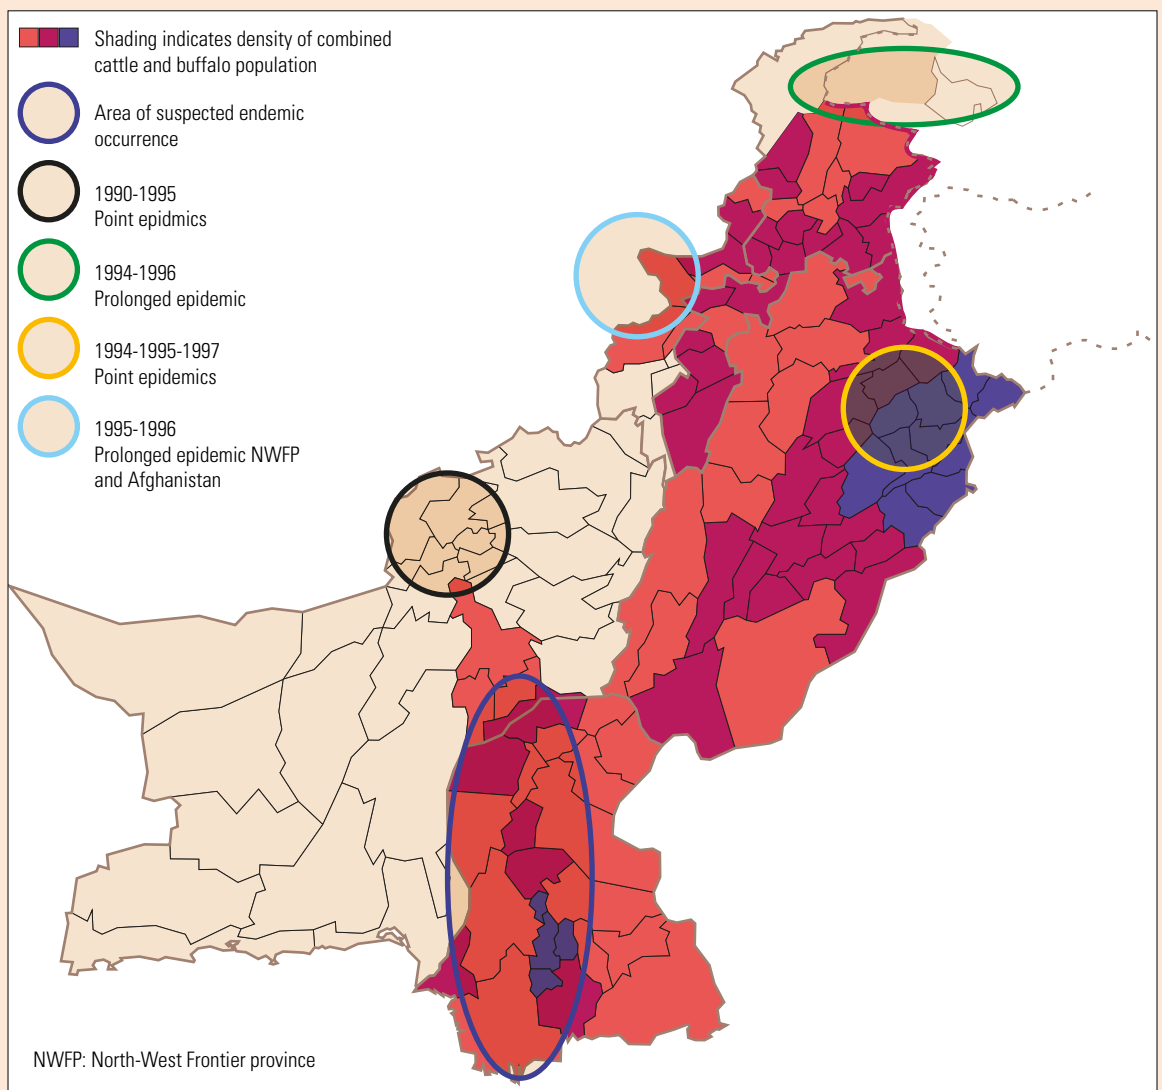 Shading indicates density of combined
cattle and buffalo population
Area of suspected endemic
occurrence
1990-1995
Point epidmics
1994-1996
Prolonged epidemic
1994-1995-1997
Point epidemics
1995-1996
Prolonged epidemic NWFP
and Afghanistan
NWFP: North-West Frontier province